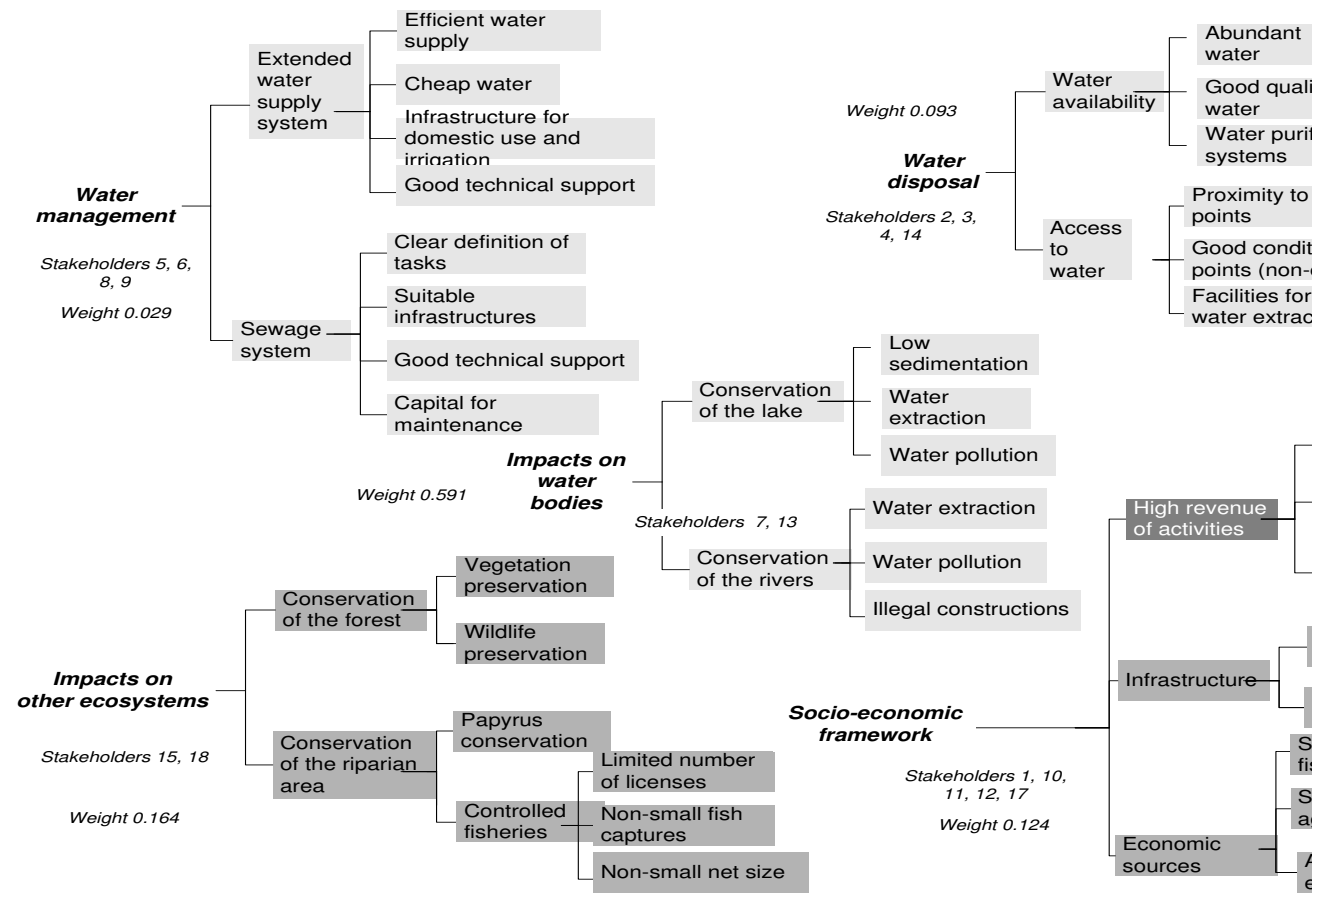 Efficient water
supply
Extended
water
supply
system
Cheap water
Infrastructure for
domestic use and
irrigation
Good technical support
Water
management
Stakeholders 5, 6,
8, 9
Weight 0.029
Clear definition of
tasks
Suitable
infrastructures
Sewage
system
Good technical support
Capital for
maintenance
Abundant
water
Water
availability
Good
water
Water
systems
Weight 0.093
Water
disposal
Stakeholders 2, 3,
4, 14
Proximity to
points
Access
to
water
Good
points
Facilities for
water
Low
sedimentation
Conservation
of the lake
Water
extraction
Water pollution
Impacts on
water
bodies
Weight 0.591
Stakeholders 7, 13
Water extraction
Conservation
of the rivers
Water pollution
Illegal constructions
Vegetation
preservation
Conservation
of the forest
Wildlife
preservation
Impacts on
other ecosystems
Stakeholders 15, 18
Weight 0.164
Papyrus
conservation
Conservation
of the riparian
area
Limited number
of licenses
Controlled
fisheries
Non-small fish
captures
Non-small net size
High revenue
of activities
Infrastructure
Socio-economic
framework
Stakeholders 1, 10,
11, 12, 17
Weight 0.124
Economic
sources